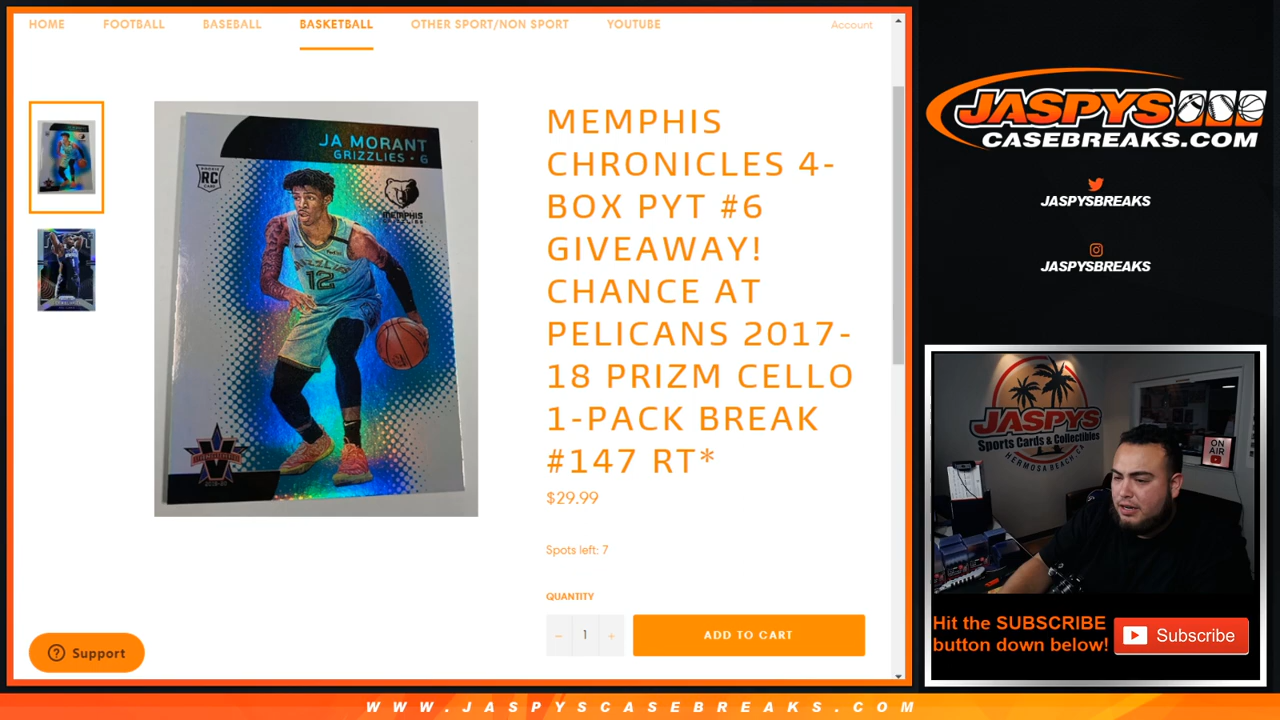 HOME FOOTBALL BASEBALL BASKETBALL OTHER SPORT/NON SPORT YOUTUBE Account
JA MORANT
GRIZZLIES • 6
RC
MEMPHIS
12
MEMPHIS
CHRONICLES 4-
BOX PYT #6
GIVEAWAY!
CHANCE AT
PELICANS 2017-
18 PRIZM CELLO
1-PACK BREAK
#147 RT*
$29.99
Spots left: 7
QUANTITY
− 1 +
ADD TO CART
Support
JASPYS
CASEBREAKS.COM
JASPYSBREAKS
JASPYSBREAKS
JASPYS
Sports Cards & Collectibles
HERMOSA BEACH, CA
ON
AIR
Hit the SUBSCRIBE
button down below!
Subscribe
WWW.JASPYSCASEBREAKS.COM